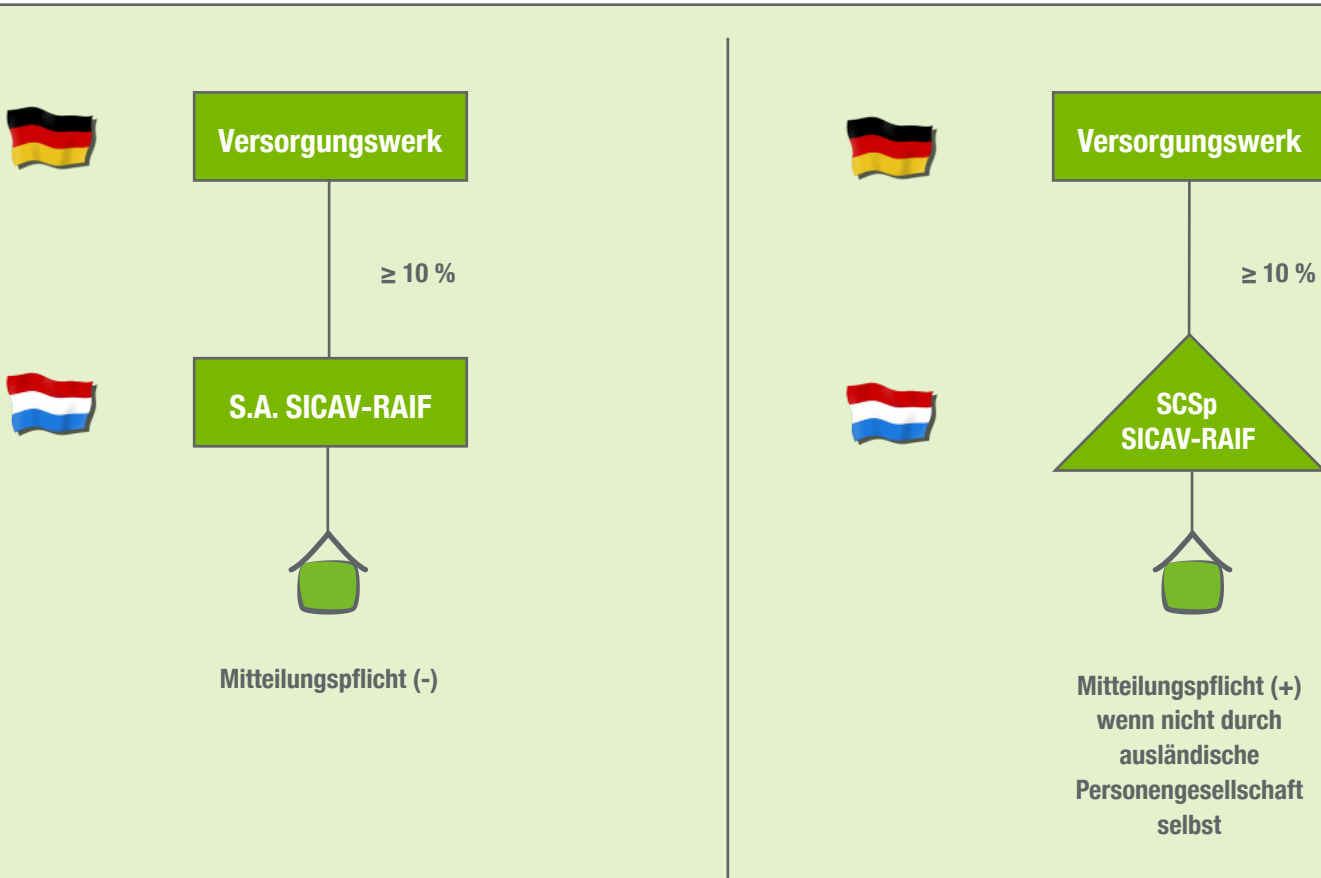 Versorgungswerk
≥ 10 %
S.A. SICAV-RAIF
Mitteilungspflicht (-)
Versorgungswerk
≥ 10 %
SCSp
SICAV-RAIF
Mitteilungspflicht (+)
wenn nicht durch
ausländische
Personengesellschaft
selbst